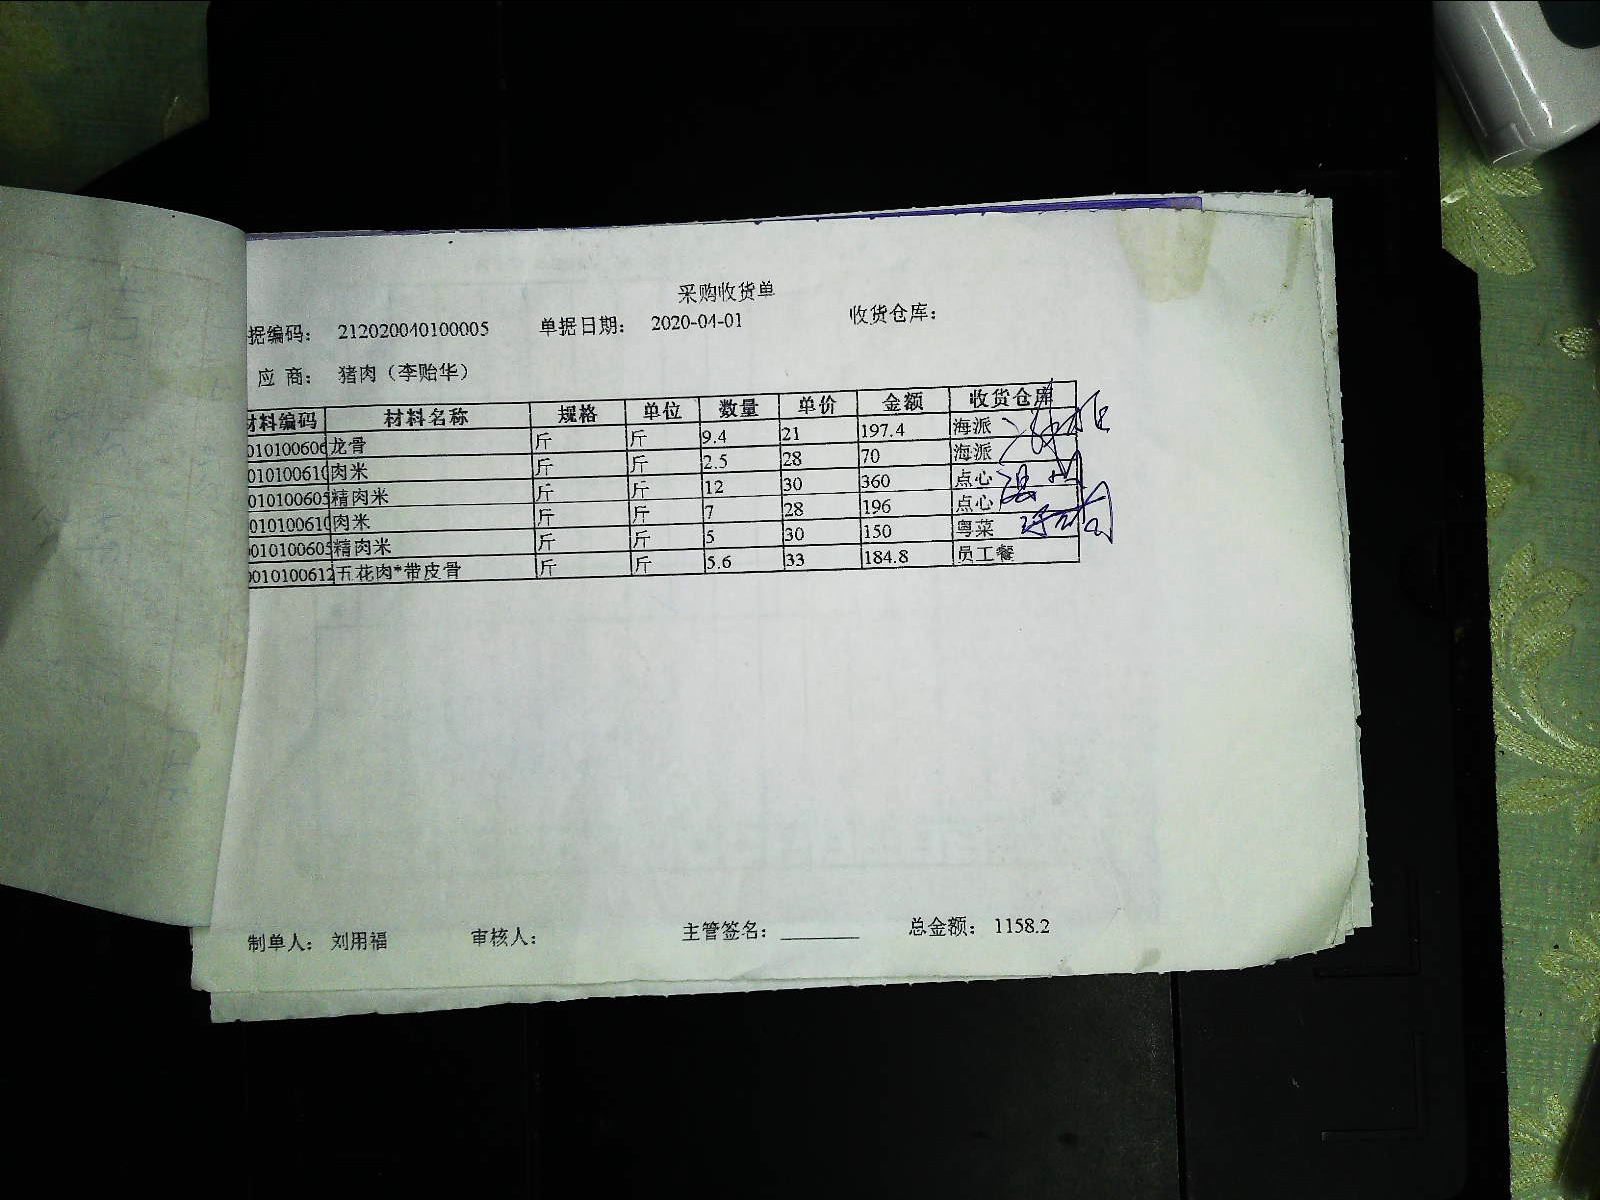 采购收货单
据编码： 212020040100005 单据日期： 2020-04-01 收货仓库：
应 商： 猪肉（李贻华）
材料编码 材料名称 规格 单位 数量 单价 金额 收货仓库
010100606 龙骨 斤 斤 9.4 21 197.4 海派
010100610 肉米 斤 斤 2.5 28 70 海派
010100605 精肉米 斤 斤 12 30 360 点心
010100610 肉米 斤 斤 7 28 196 点心
010100605 精肉米 斤 斤 5 30 150 粤菜
010100612 五花肉*带皮骨 斤 斤 5.6 33 184.8 员工餐
制单人： 刘用福 审核人： 主管签名： ________ 总金额： 1158.2